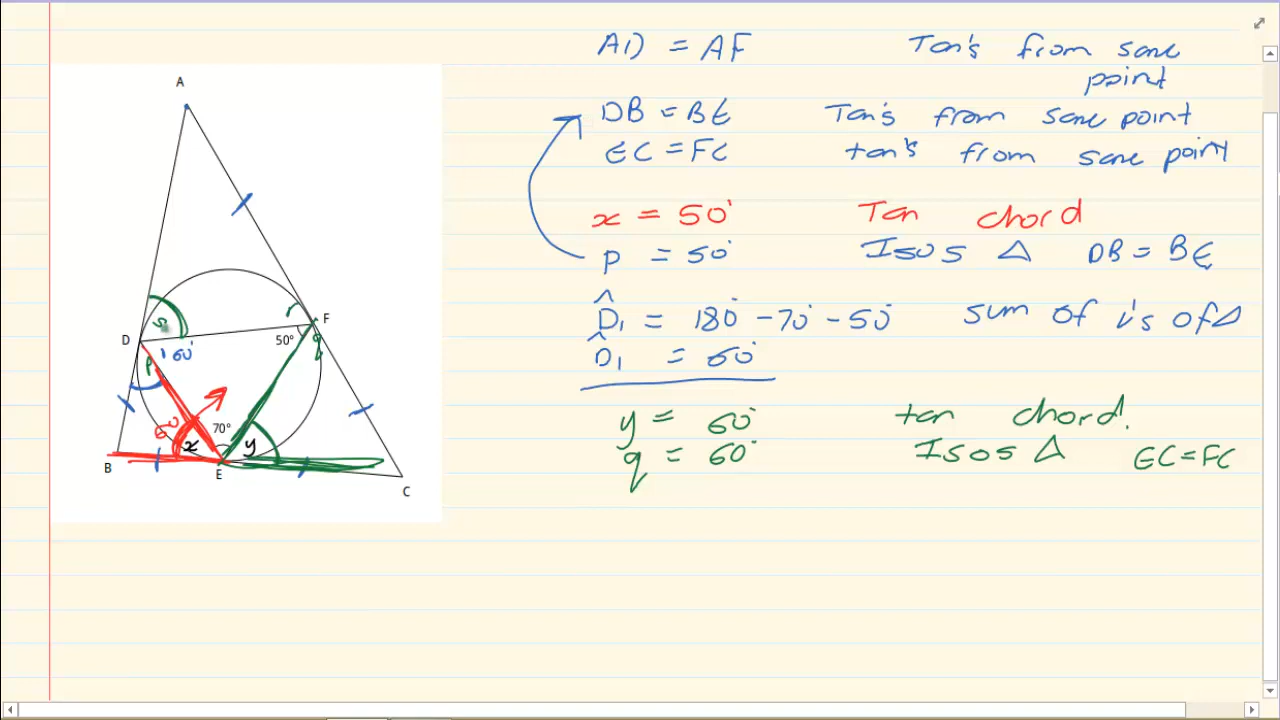 AD = AF Tan's from same
point
DB = BE Tan's from same point
EC = FC tan's from same point
x = 50° Tan chord
p = 50° Isos Δ DB = BE
D̂₁ = 180° - 70° - 50° sum of i's of Δ
D̂₁ = 60°
y = 60° tan chord.
q = 60° Isos Δ EC = FC
A
r
F
S
D
50°
q
1 60°
p
70°
x
y
B
E
C